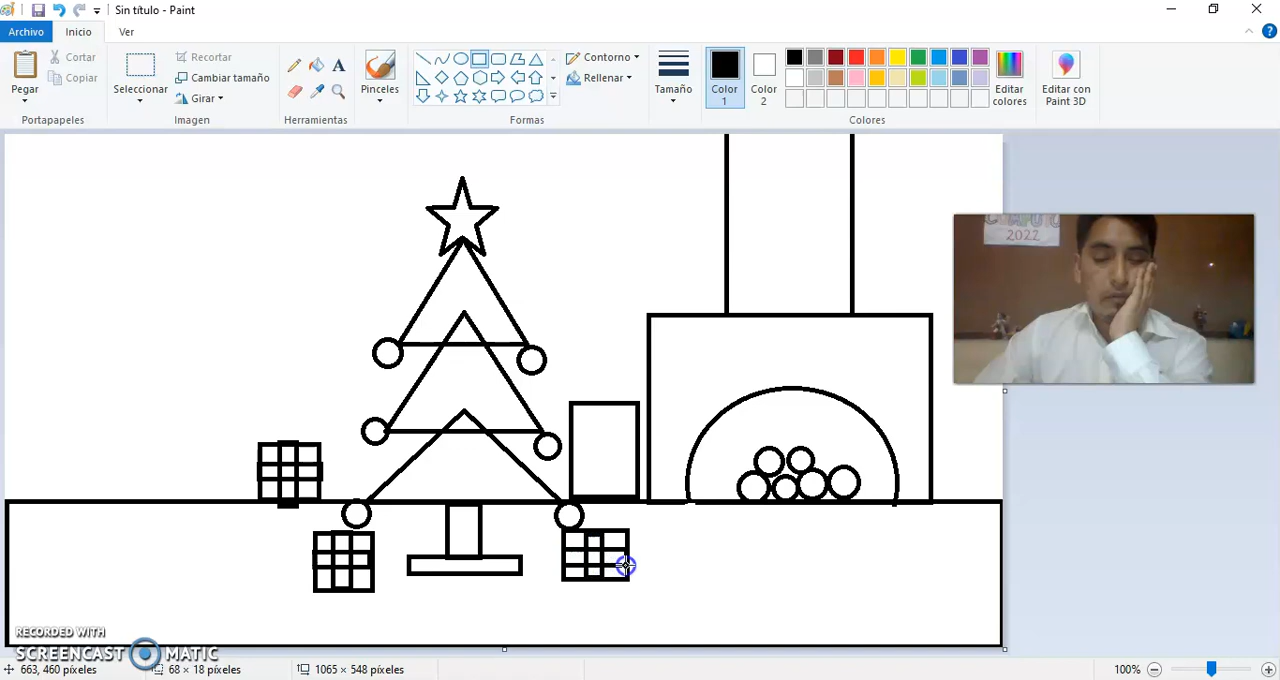 Sin título - Paint
Archivo Inicio Ver
Pegar
Cortar
Copiar
Portapapeles
Seleccionar
Recortar
Cambiar tamaño
Girar
Imagen
A
Herramientas
Pinceles
Contorno
Rellenar
Formas
Tamaño
Color 1
Color 2
Editar colores
Colores
Editar con Paint 3D
COMPUTO
2022
RECORDED WITH
SCREENCAST MATIC
663, 460 píxeles
68 × 18 píxeles
1065 × 548 píxeles
100%